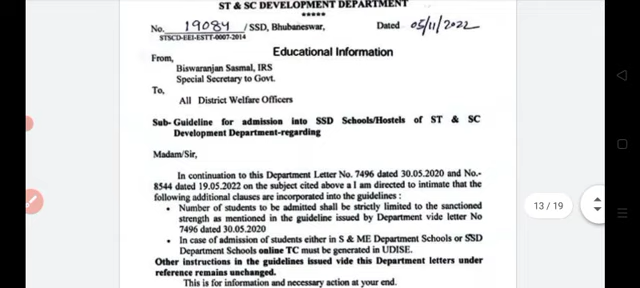 ST & SC DEVELOPMENT DEPARTMENT
*****
No. 19084 / SSD, Bhubaneswar, Dated 05/11/2022
STSCD-EEI-ESTT-0007-2014
Educational Information
From,
Biswaranjan Sasmal, IRS
Special Secretary to Govt.
To,
All District Welfare Officers
Sub- Guideline for admission into SSD Schools/Hostels of ST & SC
Development Department-regarding
Madam/Sir,
In continuation to this Department Letter No. 7496 dated 30.05.2020 and No.-
8544 dated 19.05.2022 on the subject cited above a I am directed to intimate that the
following additional clauses are incorporated into the guidelines :
• Number of students to be admitted shall be strictly limited to the sanctioned
strength as mentioned in the guideline issued by Department vide letter No
7496 dated 30.05.2020
• In case of admission of students either in S & ME Department Schools or SSD
Department Schools online TC must be generated in UDISE.
Other instructions in the guidelines issued vide this Department letters under
reference remains unchanged.
This is for information and necessary action at your end.
13 / 19